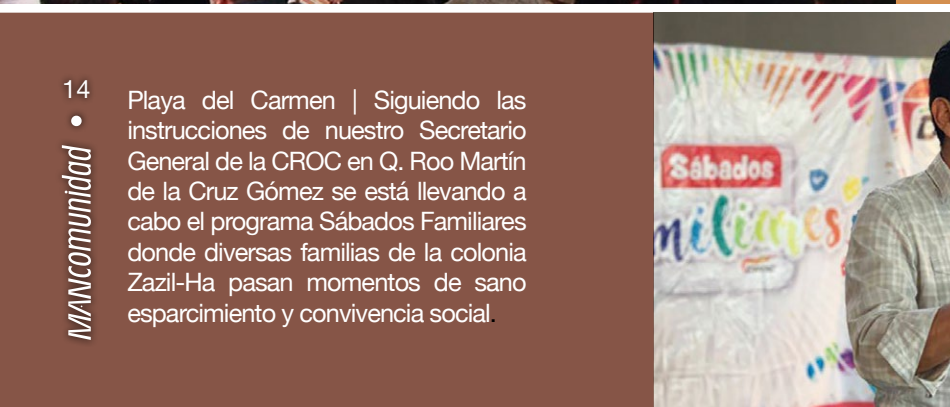 14
MANcomunidad •
Playa del Carmen | Siguiendo las
instrucciones de nuestro Secretario
General de la CROC en Q. Roo Martín
de la Cruz Gómez se está llevando a
cabo el programa Sábados Familiares
donde diversas familias de la colonia
Zazil-Ha pasan momentos de sano
esparcimiento y convivencia social.
Sábados